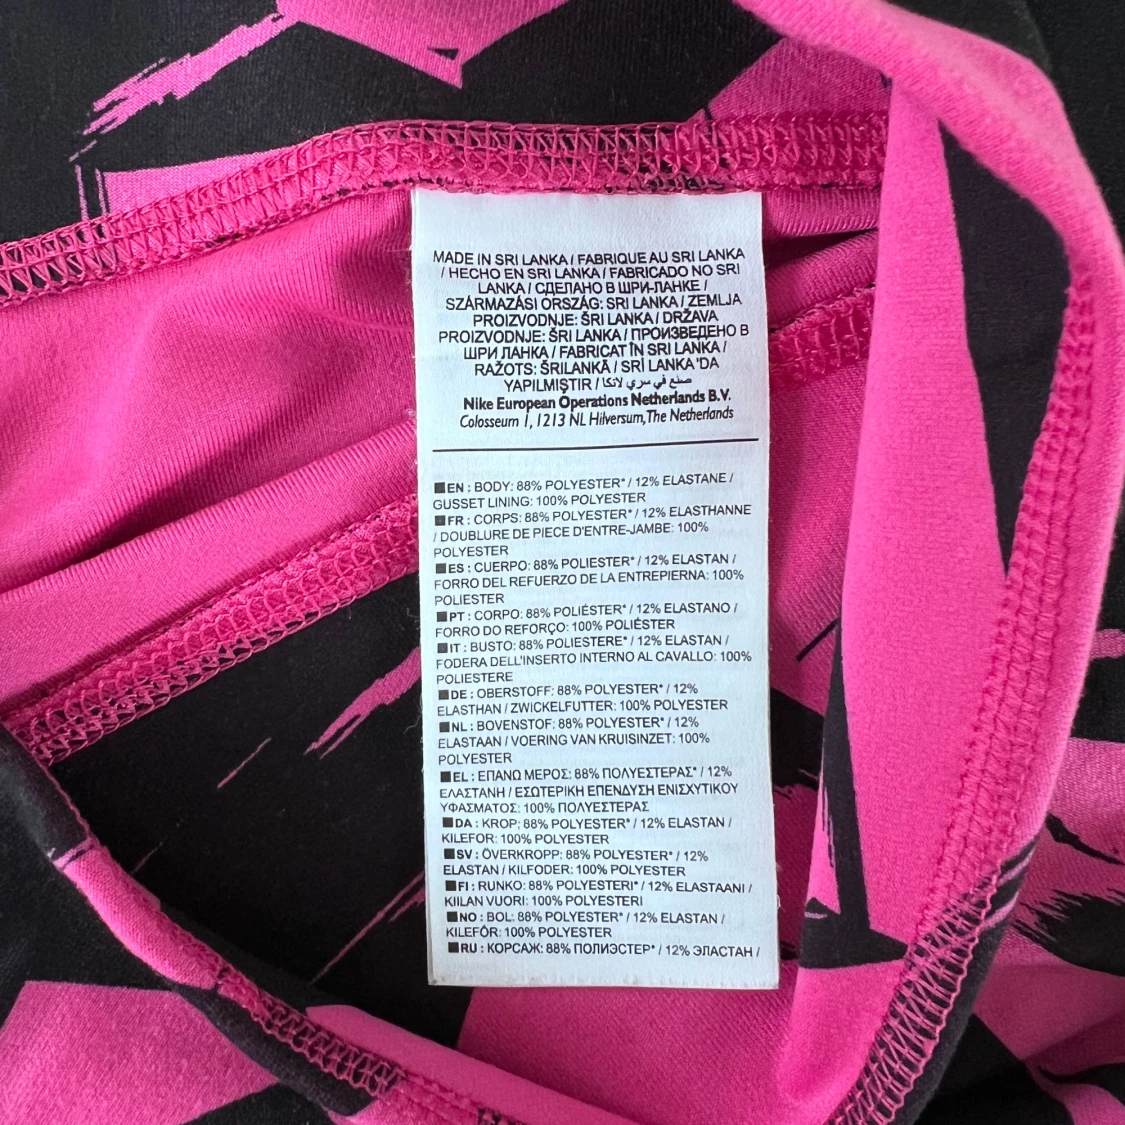 MADE IN SRI LANKA / FABRIQUE AU SRI LANKA
/ HECHO EN SRI LANKA / FABRICADO NO SRI
LANKA / СДЕЛАНО В ШРИ-ЛАНКЕ /
SZÁRMAZÁSI ORSZÁG: SRI LANKA / ZEMLJA
PROIZVODNJE: ŠRI LANKA / DRŽAVA
PROIZVODNJE: ŠRI LANKA / ПРОИЗВЕДЕНО В
ШРИ ЛАНКА / FABRICAT ÎN SRI LANKA /
RAŽOTS: ŠRILANKĀ / SRİ LANKA'DA
YAPILMIŞTIR / صنع في سري لانكا
Nike European Operations Netherlands B.V.
Colosseum 1, 1213 NL Hilversum, The Netherlands
EN : BODY: 88% POLYESTER* / 12% ELASTANE /
GUSSET LINING: 100% POLYESTER
FR : CORPS: 88% POLYESTER* / 12% ELASTHANNE
/ DOUBLURE DE PIECE D'ENTRE-JAMBE: 100%
POLYESTER
ES : CUERPO: 88% POLIESTER* / 12% ELASTAN /
FORRO DEL REFUERZO DE LA ENTREPIERNA: 100%
POLIESTER
PT : CORPO: 88% POLIÉSTER* / 12% ELASTANO /
FORRO DO REFORÇO: 100% POLIÉSTER
IT : BUSTO: 88% POLIESTERE* / 12% ELASTAN /
FODERA DELL'INSERTO INTERNO AL CAVALLO: 100%
POLIESTERE
DE : OBERSTOFF: 88% POLYESTER* / 12%
ELASTHAN / ZWICKELFUTTER: 100% POLYESTER
NL : BOVENSTOF: 88% POLYESTER* / 12%
ELASTAAN / VOERING VAN KRUISINZET: 100%
POLYESTER
EL : ΕΠΑΝΩ ΜΕΡΟΣ: 88% ΠΟΛΥΕΣΤΕΡΑΣ* / 12%
ΕΛΑΣΤΑΝΗ / ΕΣΩΤΕΡΙΚΗ ΕΠΕΝΔΥΣΗ ΕΝΙΣΧΥΤΙΚΟΥ
ΥΦΑΣΜΑΤΟΣ: 100% ΠΟΛΥΕΣΤΕΡΑΣ
DA : KROP: 88% POLYESTER* / 12% ELASTAN /
KILEFOR: 100% POLYESTER
SV : ÖVERKROPP: 88% POLYESTER* / 12%
ELASTAN / KILFODER: 100% POLYESTER
FI : RUNKO: 88% POLYESTERI* / 12% ELASTAANI /
KIILAN VUORI: 100% POLYESTERI
NO : BOL: 88% POLYESTER* / 12% ELASTAN /
KILEFÔR: 100% POLYESTER
RU : КОРСАЖ: 88% ПОЛИЭСТЕР* / 12% ЭЛАСТАН /